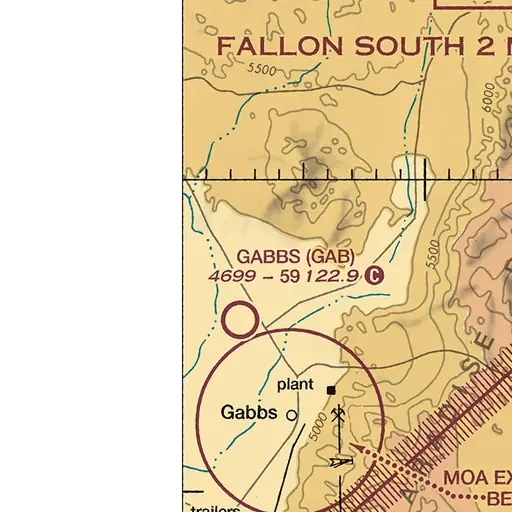 FALLON SOUTH 2
5500
6000
GABBS (GAB)
4699 – 59 122.9 C
5500
PARADISE
plant
Gabbs
5000
MOA EX
BE
trailers